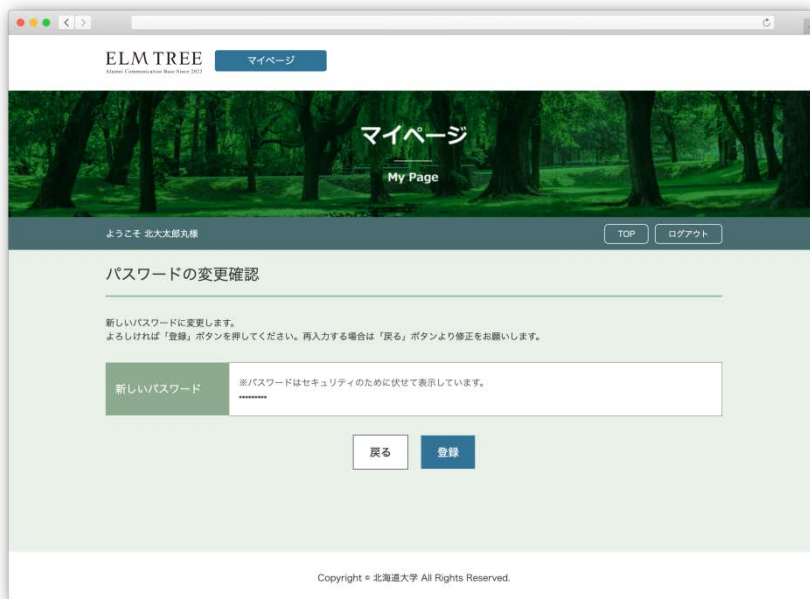 ELM TREE
Alumni Communication Base Since 2023
マイページ
マイページ
My Page
ようこそ 北大太郎丸様
TOP
ログアウト
パスワードの変更確認
新しいパスワードに変更します。
よろしければ「登録」ボタンを押してください。再入力する場合は「戻る」ボタンより修正をお願いします。
新しいパスワード
※パスワードはセキュリティのために伏せて表示しています。
•••••••••
戻る
登録
Copyright © 北海道大学 All Rights Reserved.